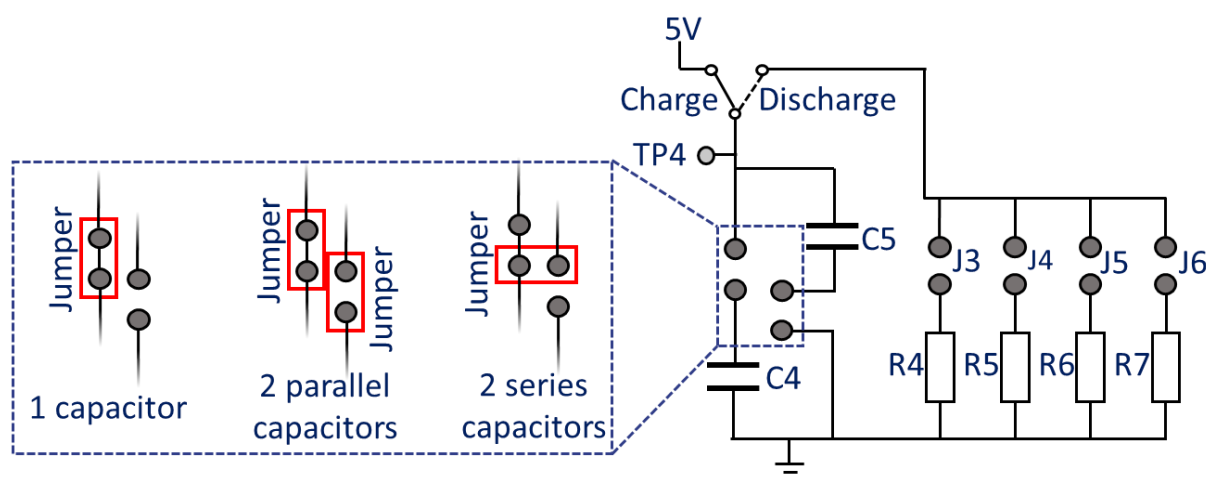 5V
Charge
Discharge
TP4
C5
J3
J4
J5
J6
R4
R5
R6
R7
C4
Jumper
Jumper
Jumper
Jumper
1 capacitor
2 parallel
capacitors
2 series
capacitors